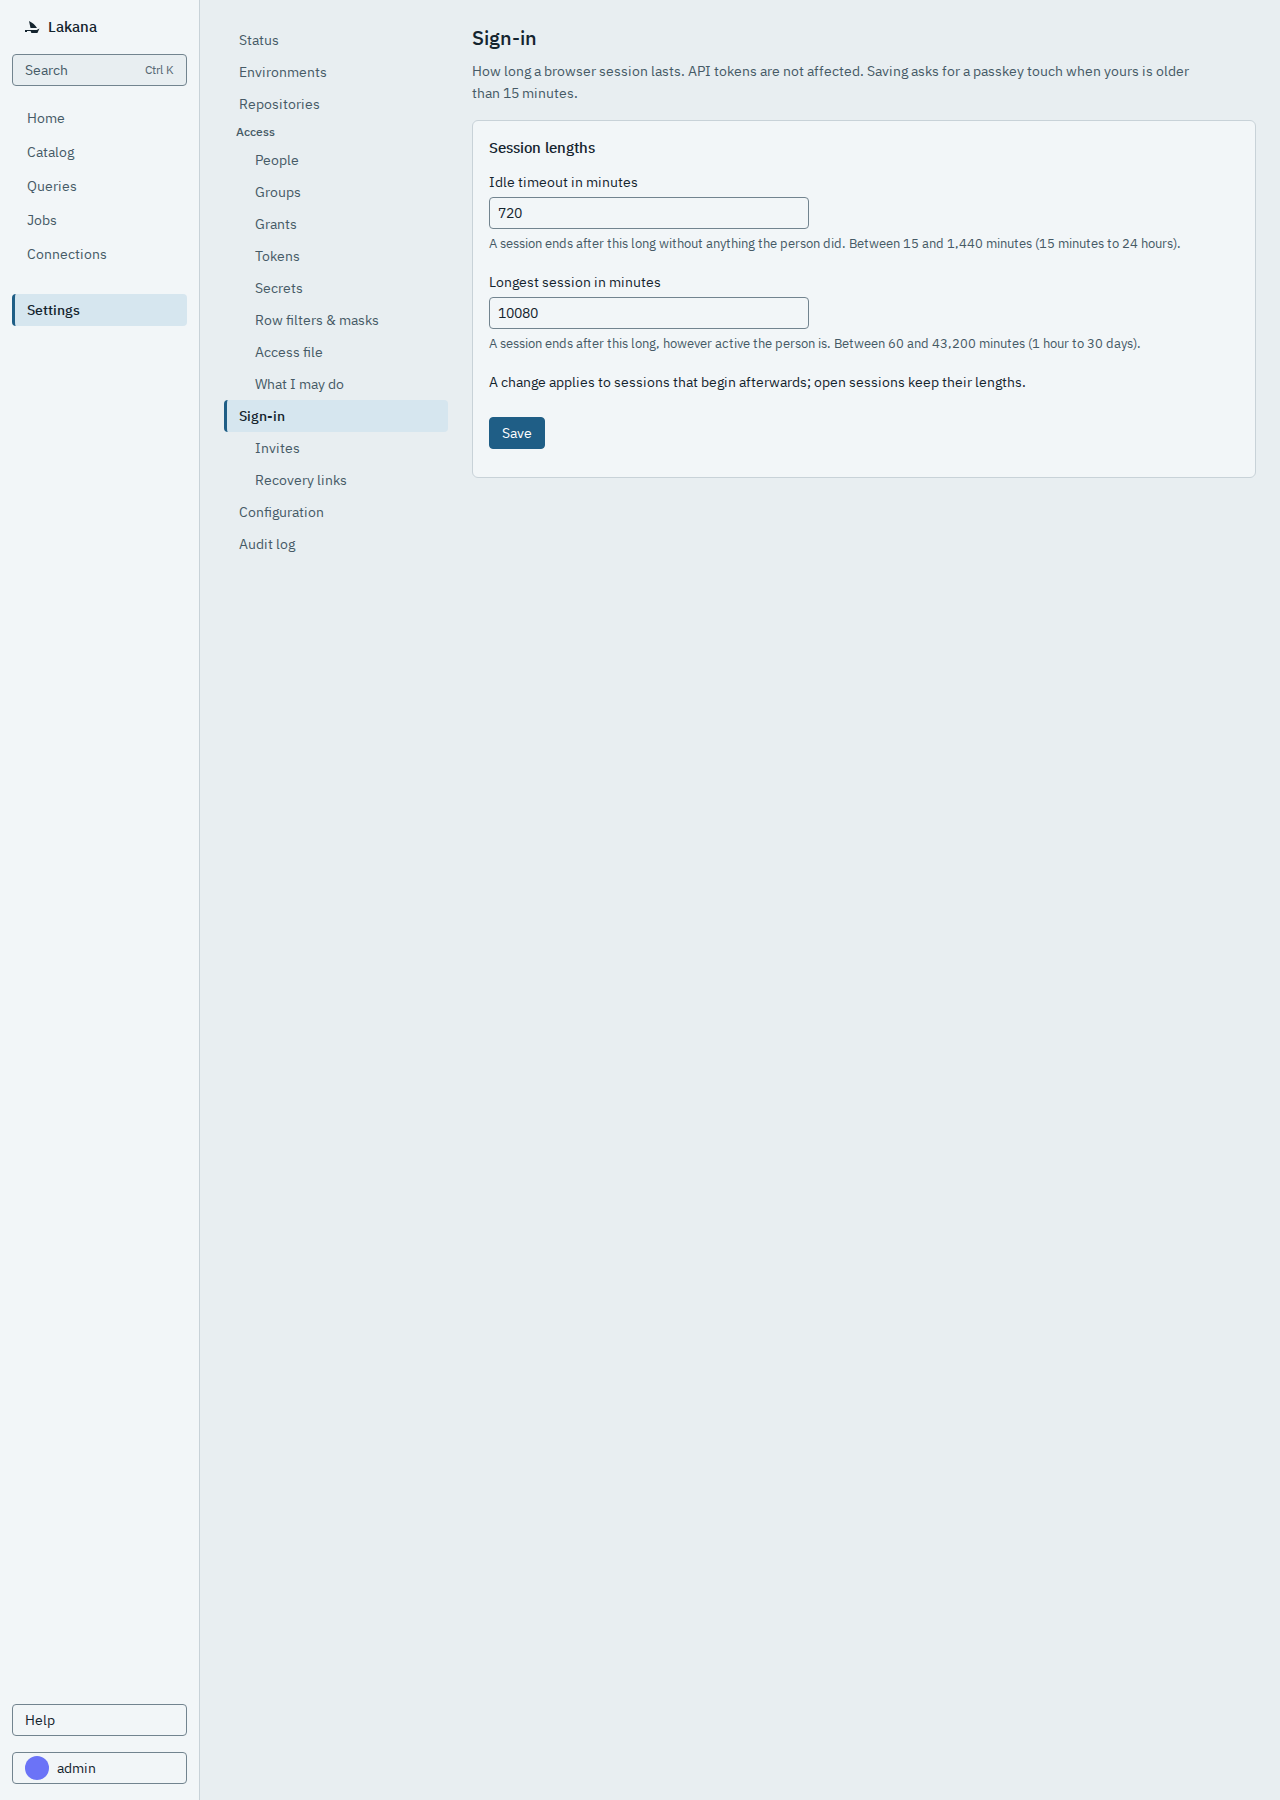 Lakana
Search Ctrl K
Home
Catalog
Queries
Jobs
Connections
Settings
Help
admin
Status
Environments
Repositories
Access
People
Groups
Grants
Tokens
Secrets
Row filters & masks
Access file
What I may do
Sign-in
Invites
Recovery links
Configuration
Audit log
Sign-in
How long a browser session lasts. API tokens are not affected. Saving asks for a passkey touch when yours is older
than 15 minutes.
Session lengths
Idle timeout in minutes
720
A session ends after this long without anything the person did. Between 15 and 1,440 minutes (15 minutes to 24 hours).
Longest session in minutes
10080
A session ends after this long, however active the person is. Between 60 and 43,200 minutes (1 hour to 30 days).
A change applies to sessions that begin afterwards; open sessions keep their lengths.
Save